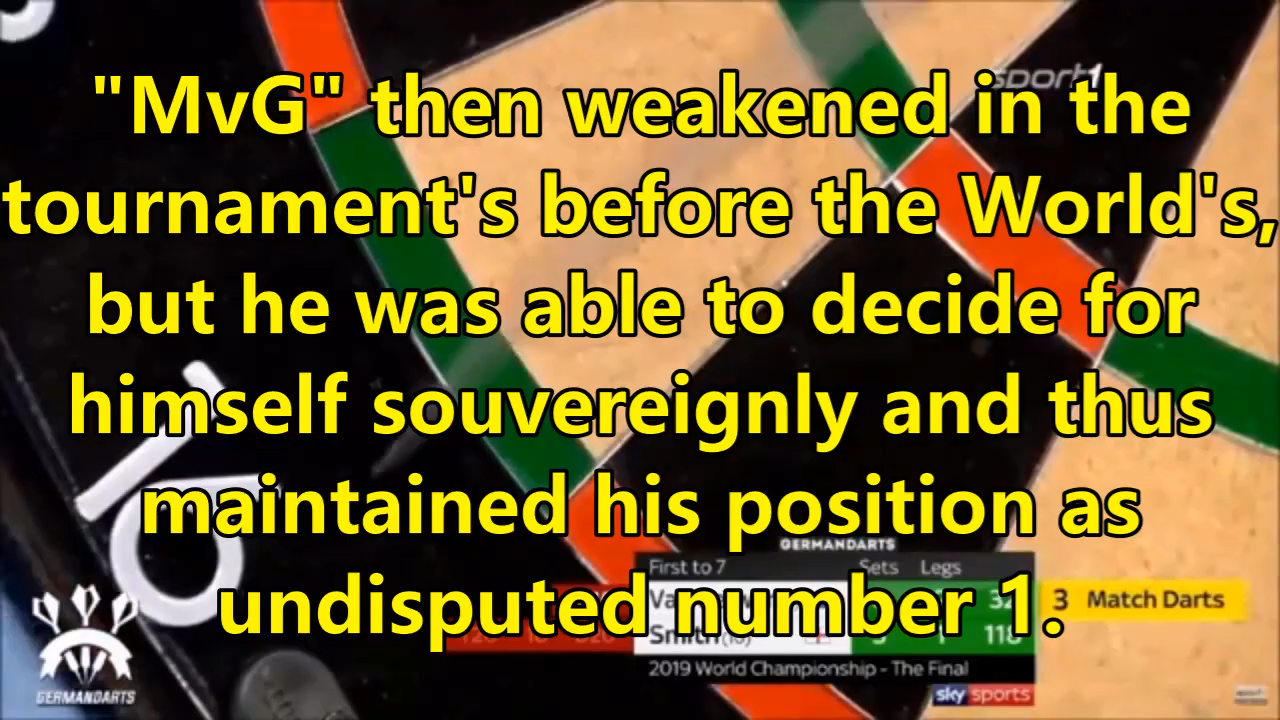 sport1
"MvG" then weakened in the
tournament's before the World's,
but he was able to decide for
himself souvereignly and thus
maintained his position as
undisputed number 1.
GERMANDARTS
First to 7 Sets Legs
3 Match Darts
Smith 118
2019 World Championship - The Final
sky sports
GERMANDARTS